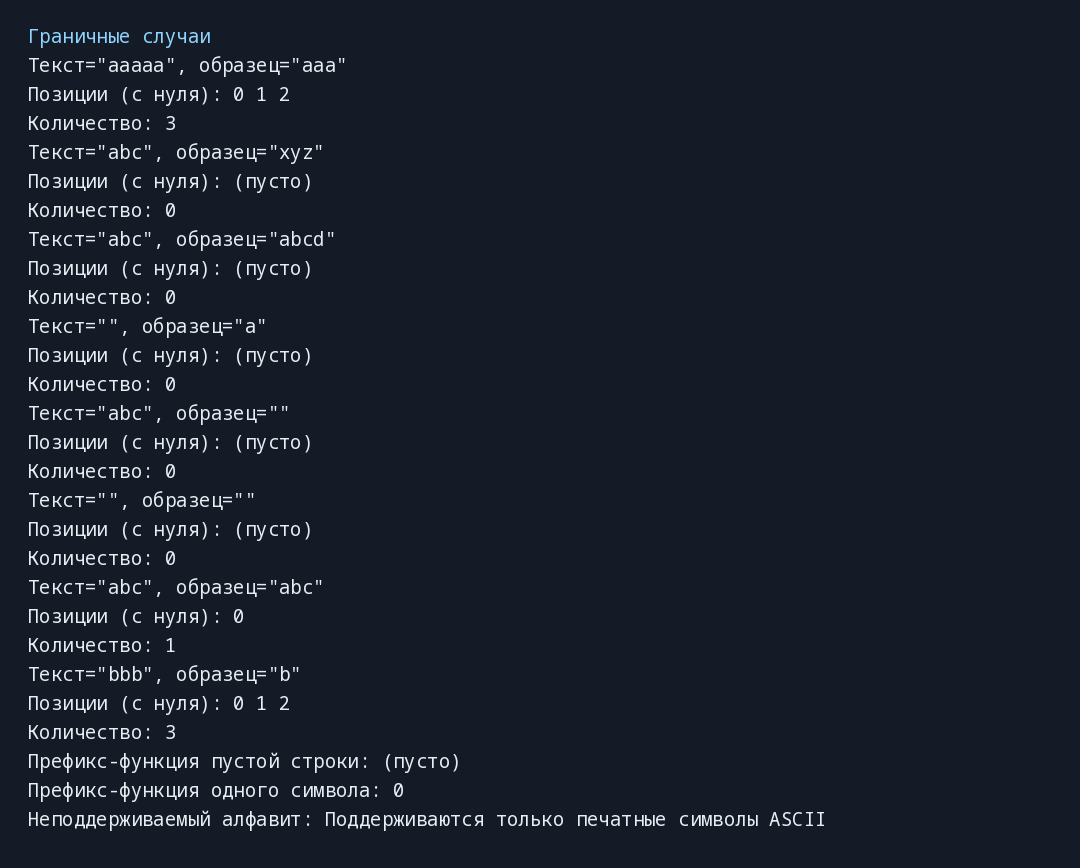 Граничные случаи
Текст="aaaaa", образец="aaa"
Позиции (с нуля): 0 1 2
Количество: 3
Текст="abc", образец="xyz"
Позиции (с нуля): (пусто)
Количество: 0
Текст="abc", образец="abcd"
Позиции (с нуля): (пусто)
Количество: 0
Текст="", образец="a"
Позиции (с нуля): (пусто)
Количество: 0
Текст="abc", образец=""
Позиции (с нуля): (пусто)
Количество: 0
Текст="", образец=""
Позиции (с нуля): (пусто)
Количество: 0
Текст="abc", образец="abc"
Позиции (с нуля): 0
Количество: 1
Текст="bbb", образец="b"
Позиции (с нуля): 0 1 2
Количество: 3
Префикс-функция пустой строки: (пусто)
Префикс-функция одного символа: 0
Неподдерживаемый алфавит: Поддерживаются только печатные символы ASCII